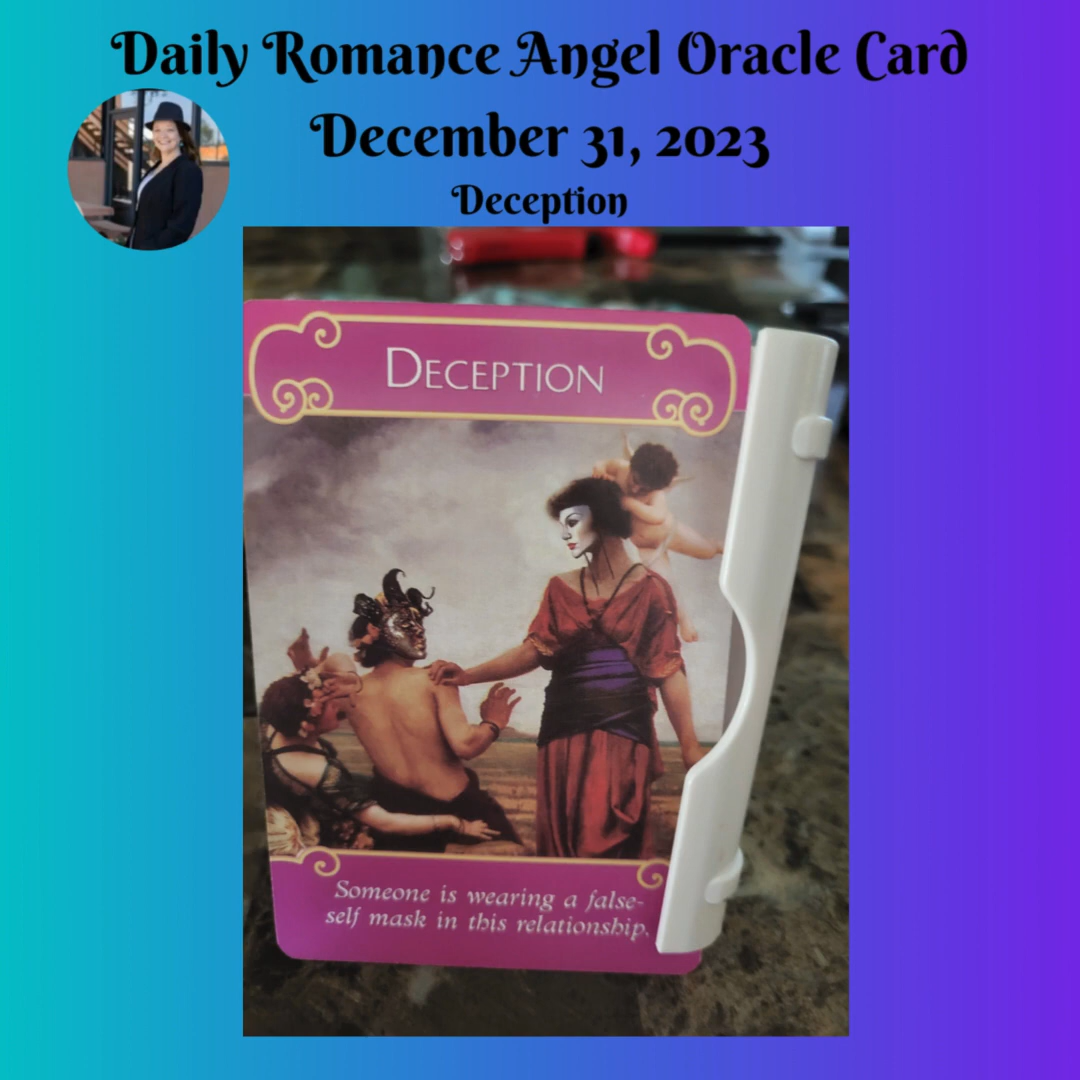 Daily Romance Angel Oracle Card
December 31, 2023
Deception
DECEPTION
Someone is wearing a false-
self mask in this relationship.